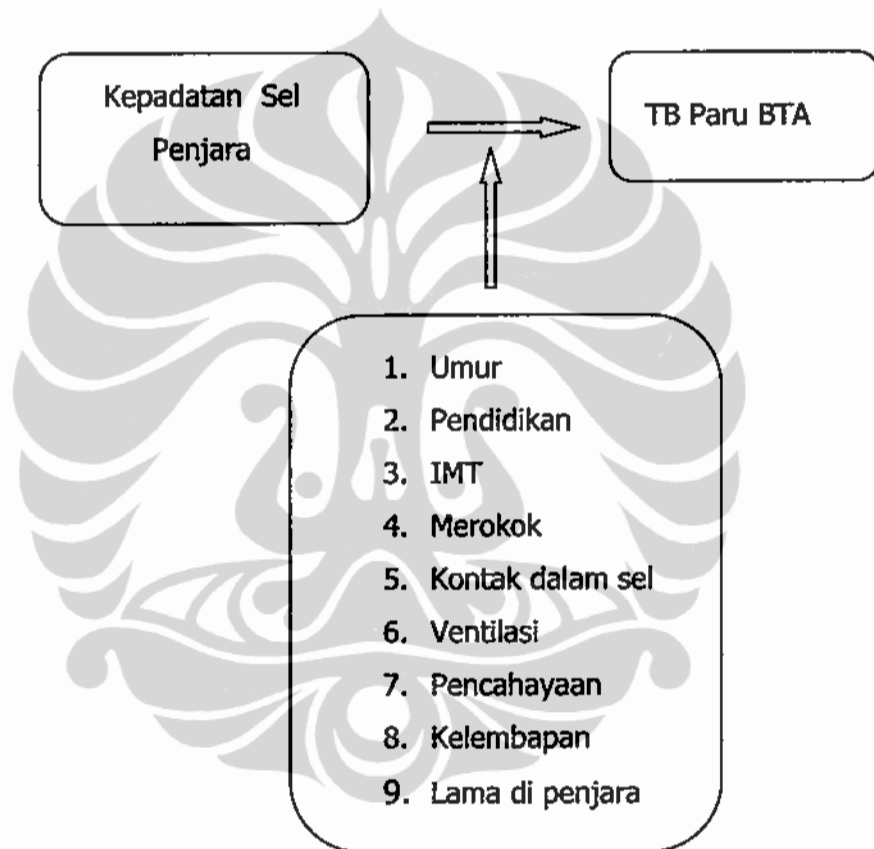 Kepadatan Sel
Penjara
TB Paru BTA
1. Umur
2. Pendidikan
3. IMT
4. Merokok
5. Kontak dalam sel
6. Ventilasi
7. Pencahayaan
8. Kelembapan
9. Lama di penjara